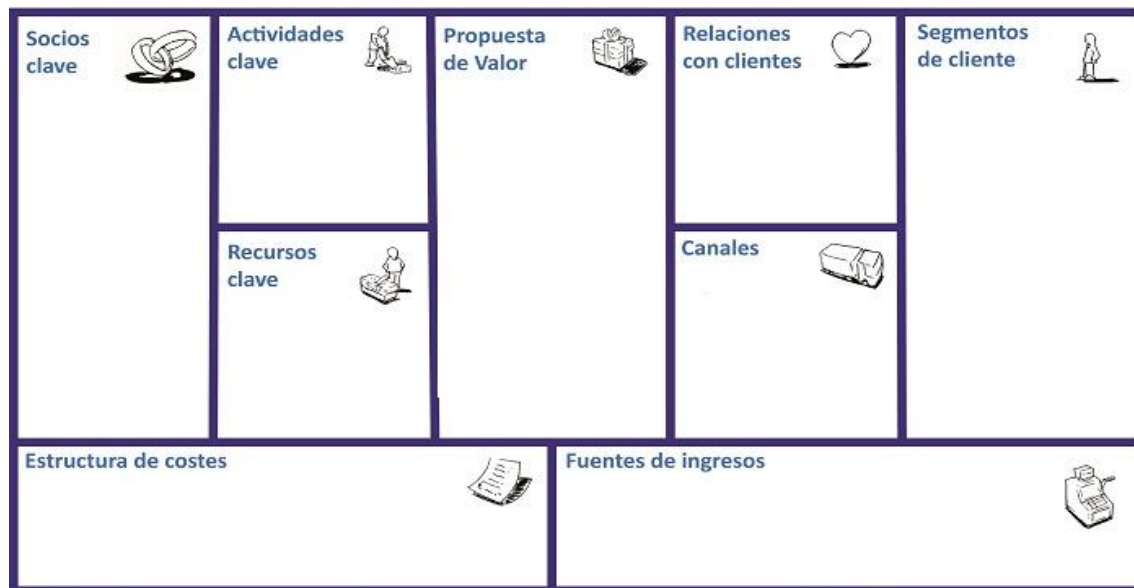 Socios
clave
Actividades
clave
Propuesta
de Valor
Relaciones
con clientes
Segmentos
de cliente
Recursos
clave
Canales
Estructura de costes
Fuentes de ingresos